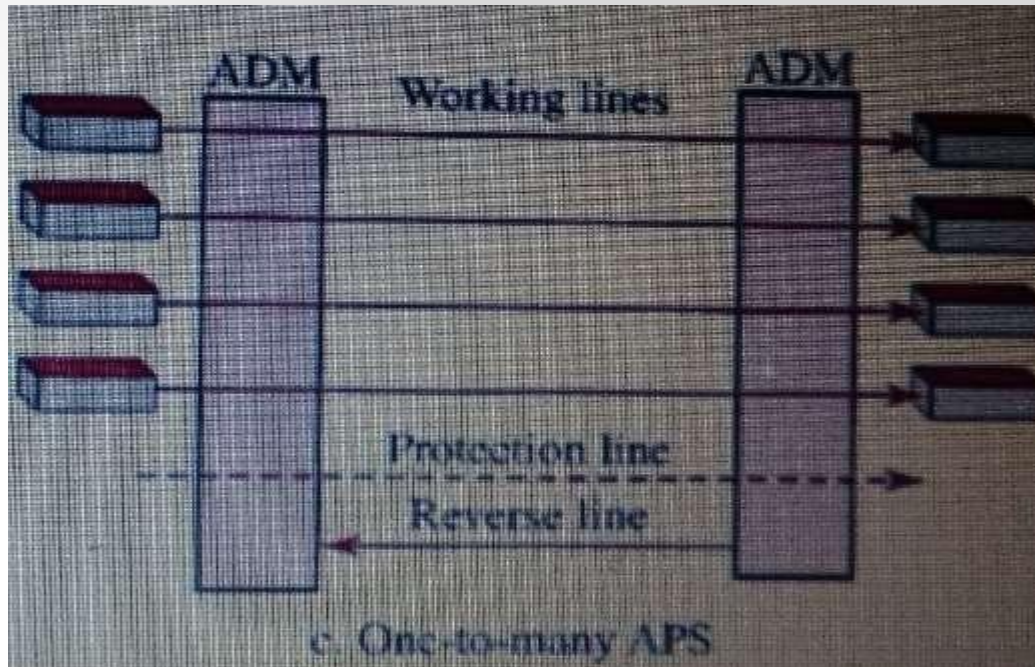 ADM
ADM
Working lines
Protection line
Reverse line
c. One-to-many APS